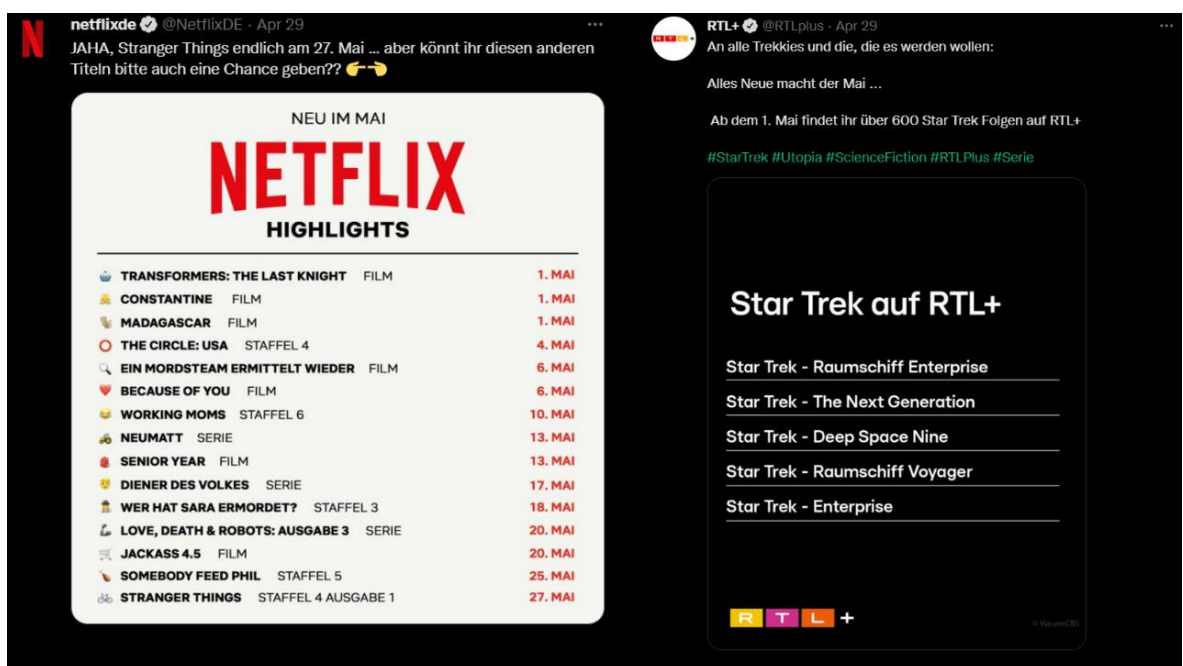 netflixde @NetflixDE · Apr 29
JAHA, Stranger Things endlich am 27. Mai ... aber könnt ihr diesen anderen
Titeln bitte auch eine Chance geben?? 👉👈
NEU IM MAI
NETFLIX
HIGHLIGHTS
TRANSFORMERS: THE LAST KNIGHT FILM 1. MAI
CONSTANTINE FILM 1. MAI
MADAGASCAR FILM 1. MAI
THE CIRCLE: USA STAFFEL 4 4. MAI
EIN MORDSTEAM ERMITTELT WIEDER FILM 6. MAI
BECAUSE OF YOU FILM 6. MAI
WORKING MOMS STAFFEL 6 10. MAI
NEUMATT SERIE 13. MAI
SENIOR YEAR FILM 13. MAI
DIENER DES VOLKES SERIE 17. MAI
WER HAT SARA ERMORDET? STAFFEL 3 18. MAI
LOVE, DEATH & ROBOTS: AUSGABE 3 SERIE 20. MAI
JACKASS 4.5 FILM 20. MAI
SOMEBODY FEED PHIL STAFFEL 5 25. MAI
STRANGER THINGS STAFFEL 4 AUSGABE 1 27. MAI
RTL+ @RTLplus · Apr 29
An alle Trekkies und die, die es werden wollen:
Alles Neue macht der Mai ...
Ab dem 1. Mai findet ihr über 600 Star Trek Folgen auf RTL+
#StarTrek #Utopia #ScienceFiction #RTLPlus #Serie
Star Trek auf RTL+
Star Trek - Raumschiff Enterprise
Star Trek - The Next Generation
Star Trek - Deep Space Nine
Star Trek - Raumschiff Voyager
Star Trek - Enterprise
RTL+
© ViacomCBS